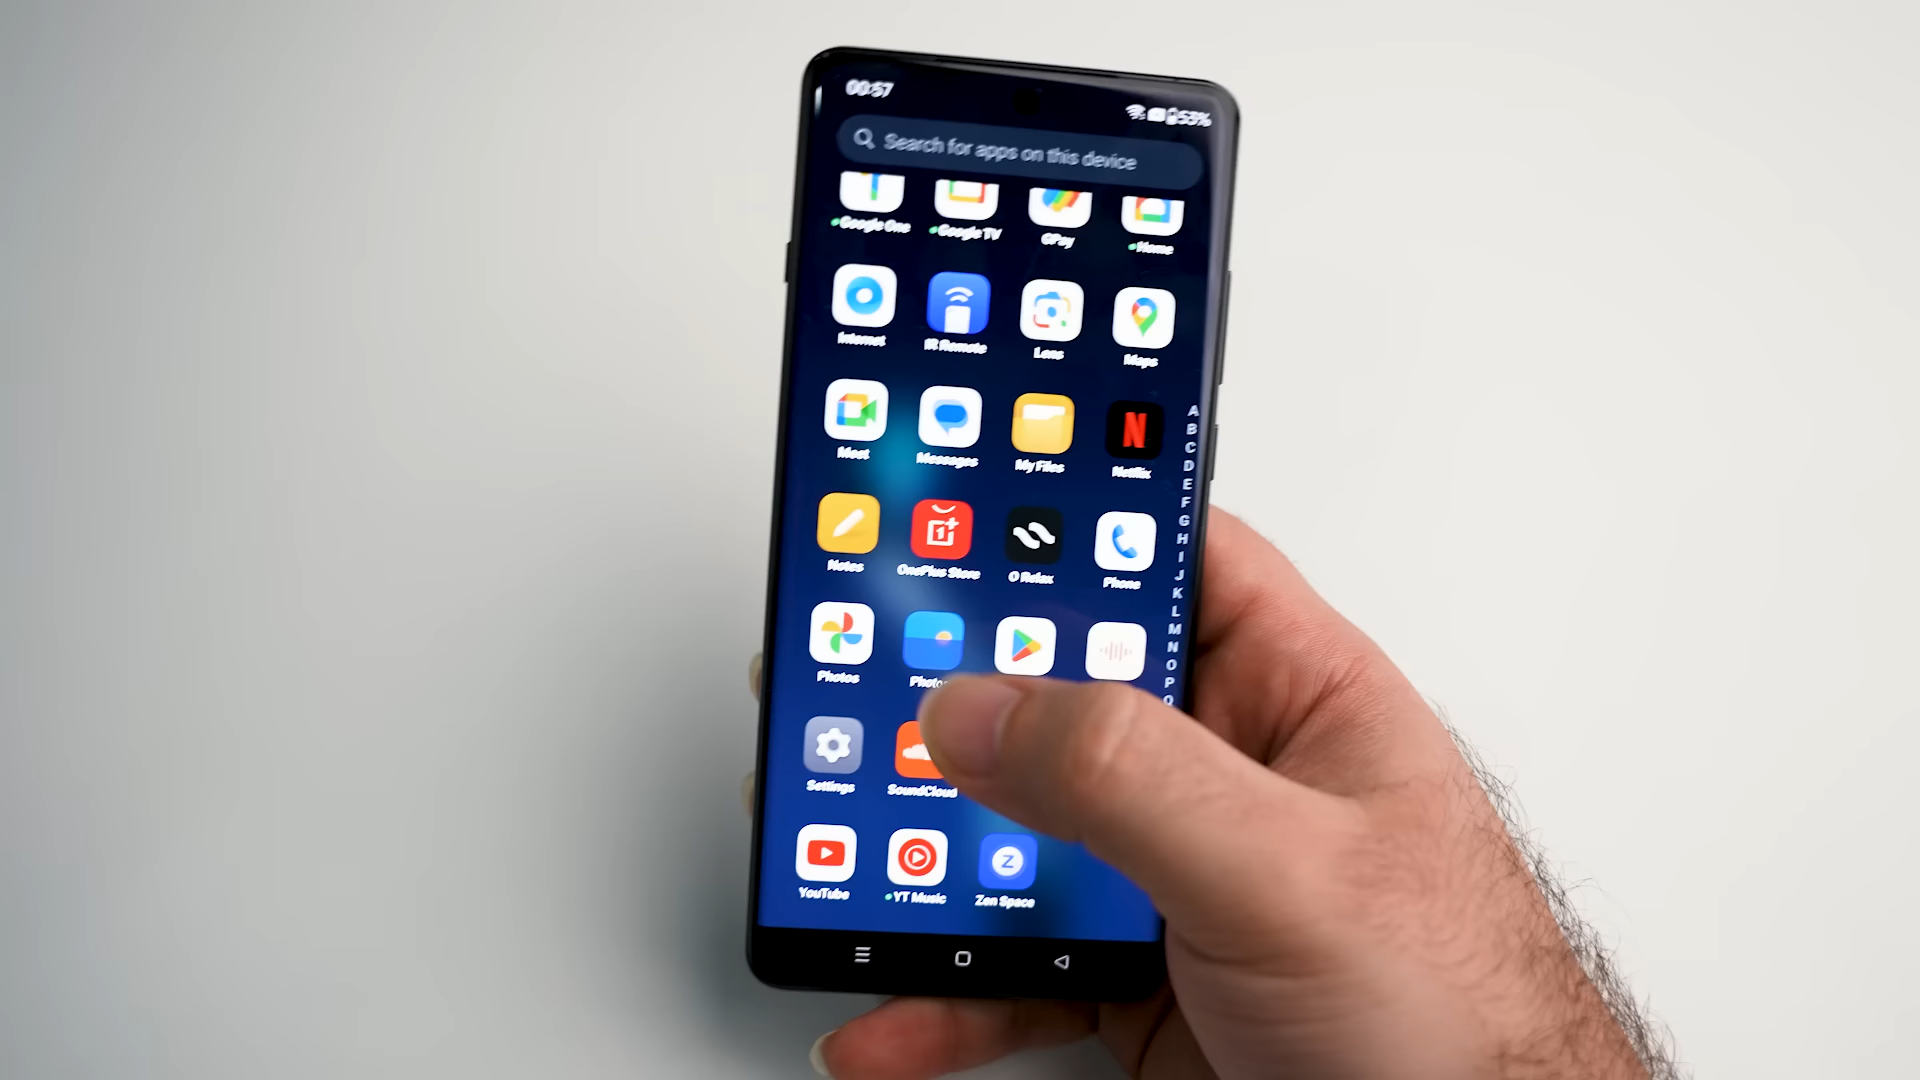 00:57
53%
Search for apps on this device
Google One Google TV GPay Home
Internet IR Remote Lens Maps
Meet Messages My Files Netflix
N
A
B
C
D
E
F
G
H
I
J
K
L
M
N
O
P
Q
Notes OnePlus Store O Relax Phone
Photos Photos
Settings SoundCloud
Z
YouTube YT Music Zen Space